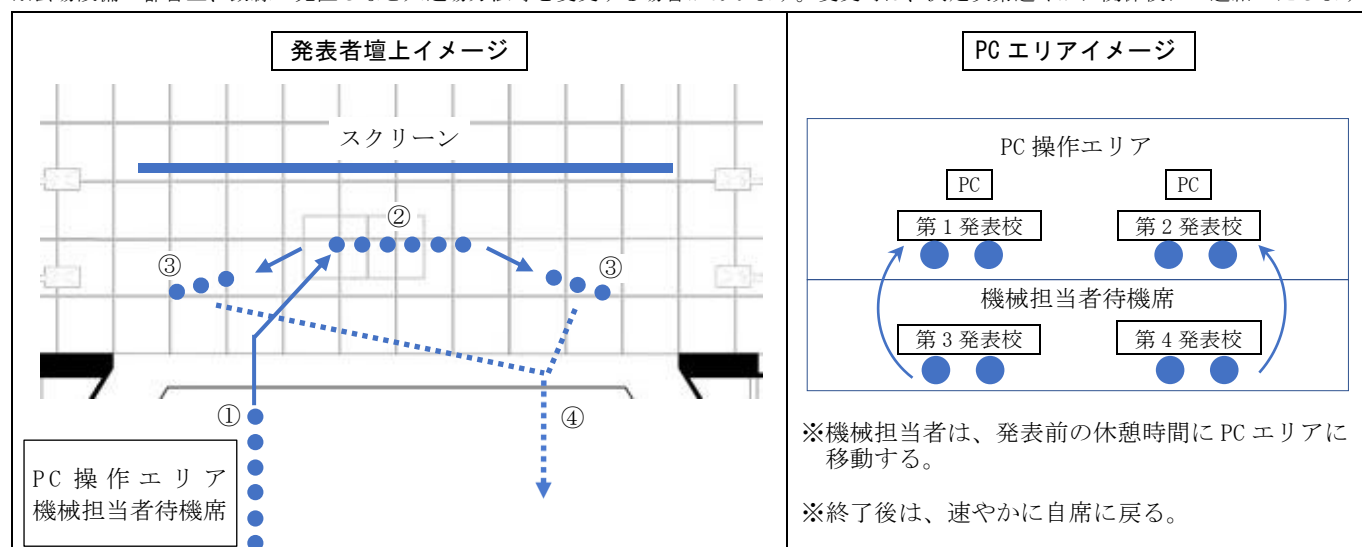 発表者壇上イメージ
スクリーン
②
③
③
①
④
PC 操作エリア
機械担当者待機席
PC エリアイメージ
PC 操作エリア
PC
PC
第1発表校
第2発表校
機械担当者待機席
第3発表校
第4発表校
※機械担当者は、発表前の休憩時間に PC エリアに
移動する。
※終了後は、速やかに自席に戻る。